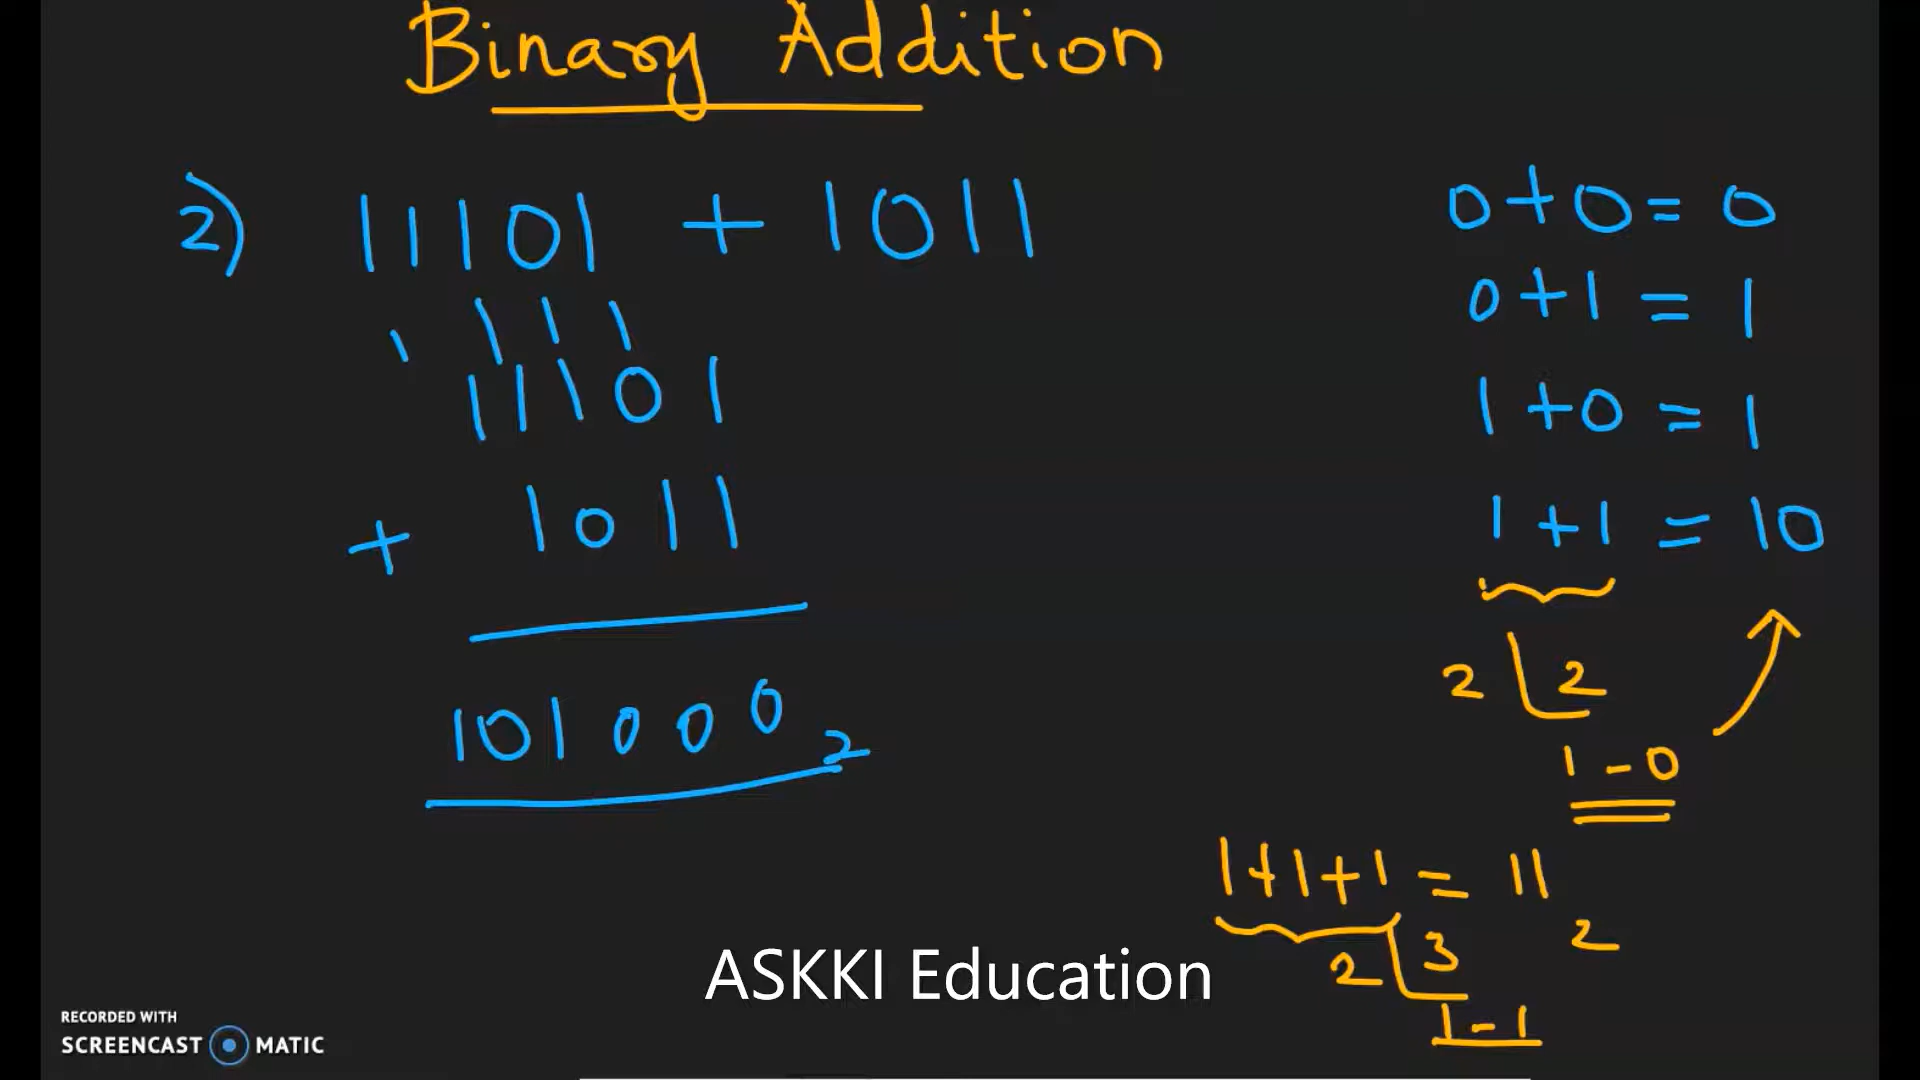 Binary Addition
2) 11101 + 1011
1 1 1 1
11101
+ 1011
101000 2
0+0=0
0+1=1
1+0=1
1+1=10
2 2
1-0
1+1+1=11 2
2 3
1-1
ASKKI Education
RECORDED WITH
SCREENCAST MATIC